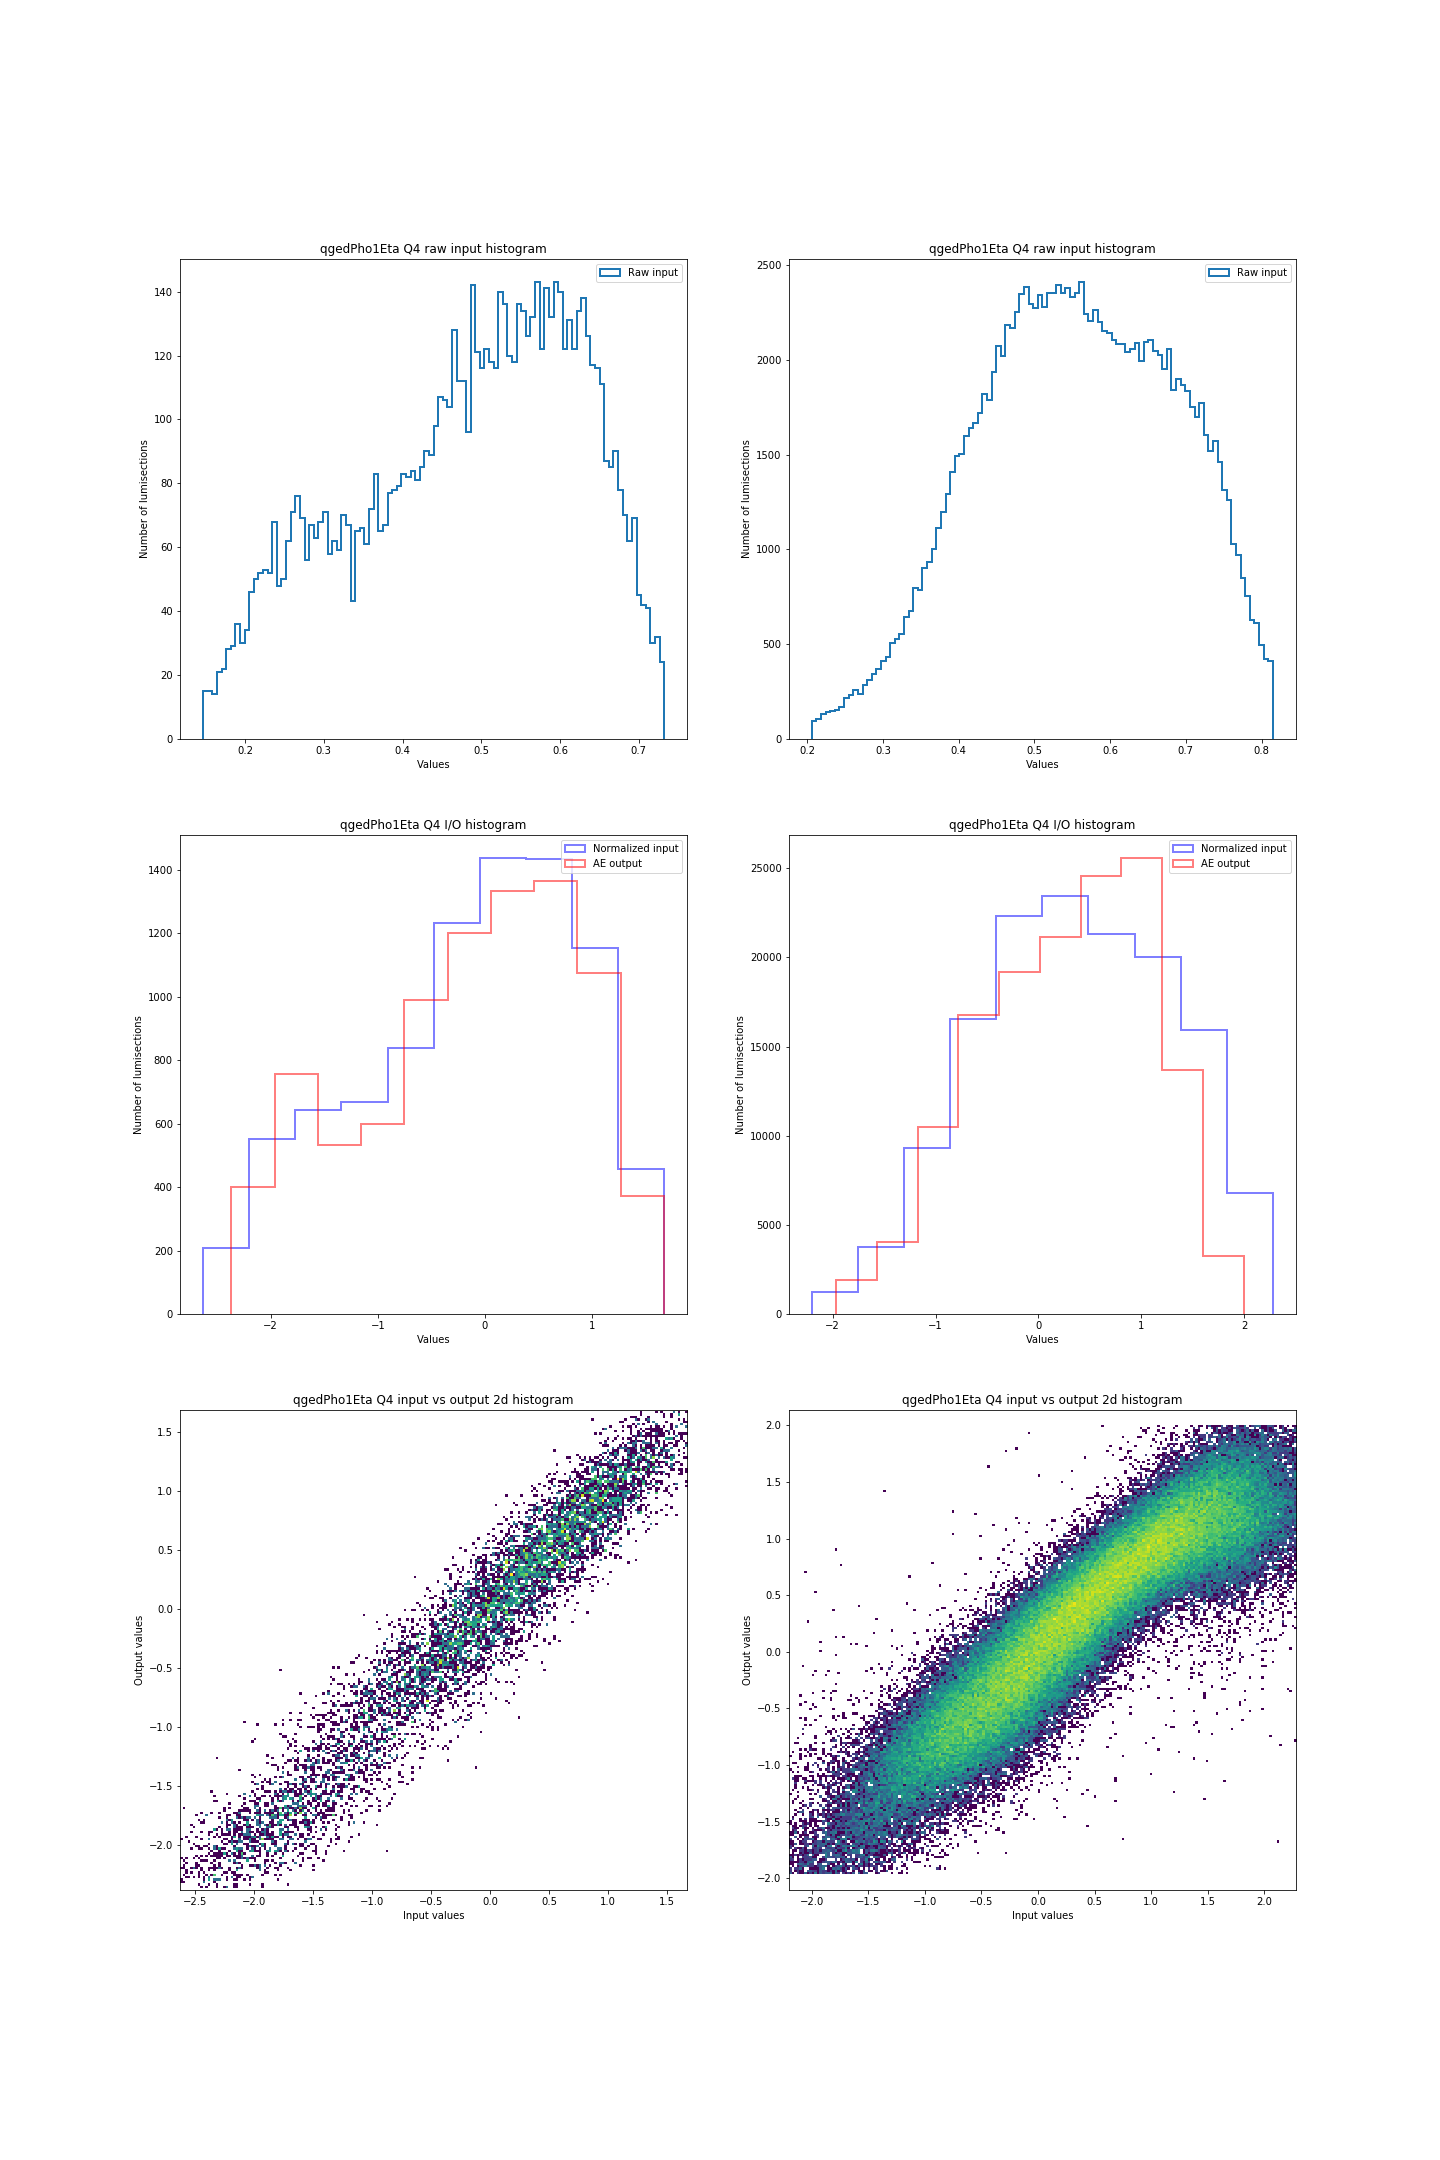 qgedPho1Eta Q4 raw input histogram
Raw input
140
120
100
80
60
40
20
0
Number of lumisections
0.2 0.3 0.4 0.5 0.6 0.7
Values
qgedPho1Eta Q4 raw input histogram
Raw input
2500
2000
1500
1000
500
0
Number of lumisections
0.2 0.3 0.4 0.5 0.6 0.7 0.8
Values
qgedPho1Eta Q4 I/O histogram
Normalized input
AE output
1400
1200
1000
800
600
400
200
0
Number of lumisections
−2 −1 0 1
Values
qgedPho1Eta Q4 I/O histogram
Normalized input
AE output
25000
20000
15000
10000
5000
0
Number of lumisections
−2 −1 0 1 2
Values
qgedPho1Eta Q4 input vs output 2d histogram
1.5
1.0
0.5
0.0
−0.5
−1.0
−1.5
−2.0
Output values
−2.5 −2.0 −1.5 −1.0 −0.5 0.0 0.5 1.0 1.5
Input values
qgedPho1Eta Q4 input vs output 2d histogram
2.0
1.5
1.0
0.5
0.0
−0.5
−1.0
−1.5
−2.0
Output values
−2.0 −1.5 −1.0 −0.5 0.0 0.5 1.0 1.5 2.0
Input values